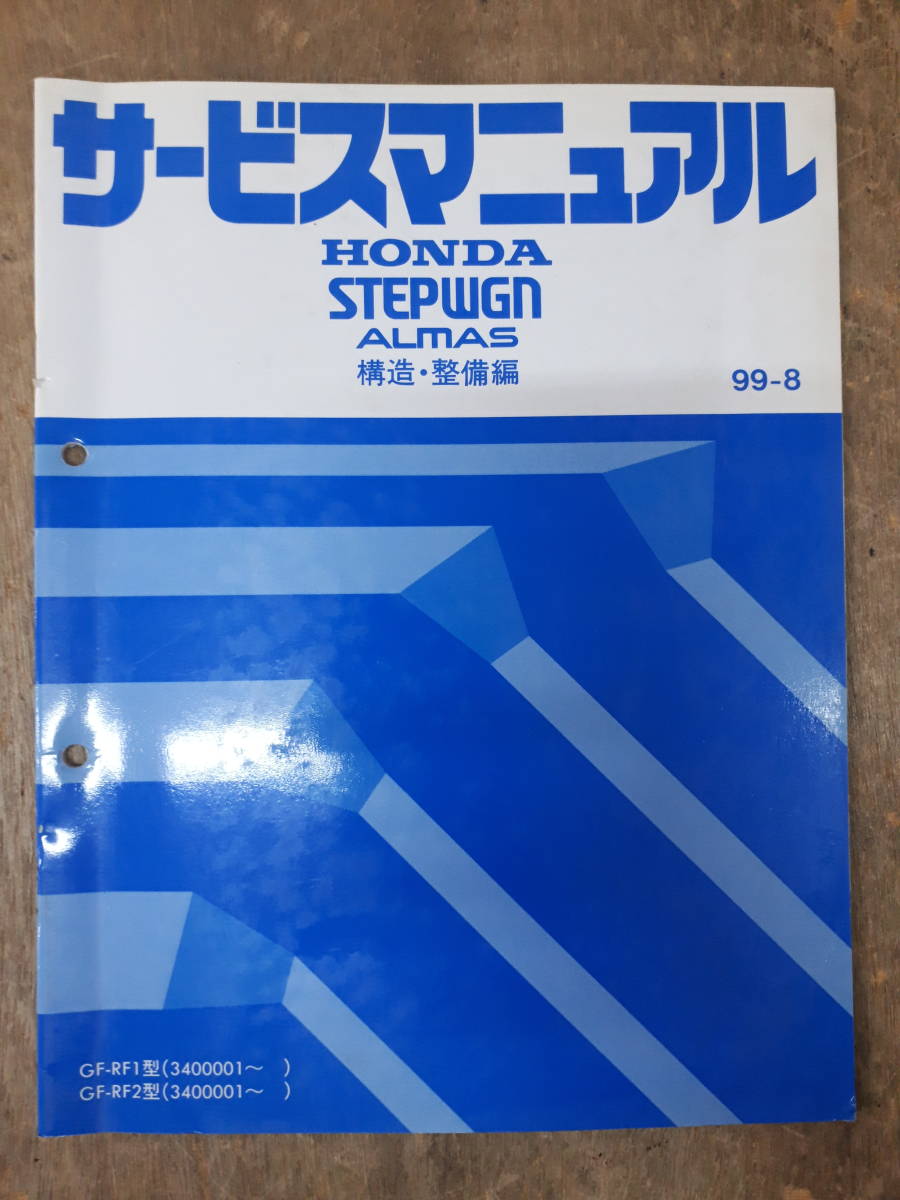 サービスマニュアル
HONDA
STEPWGN
ALMAS
構造・整備編
99-8
GF-RF1型(3400001～　)
GF-RF2型(3400001～　)